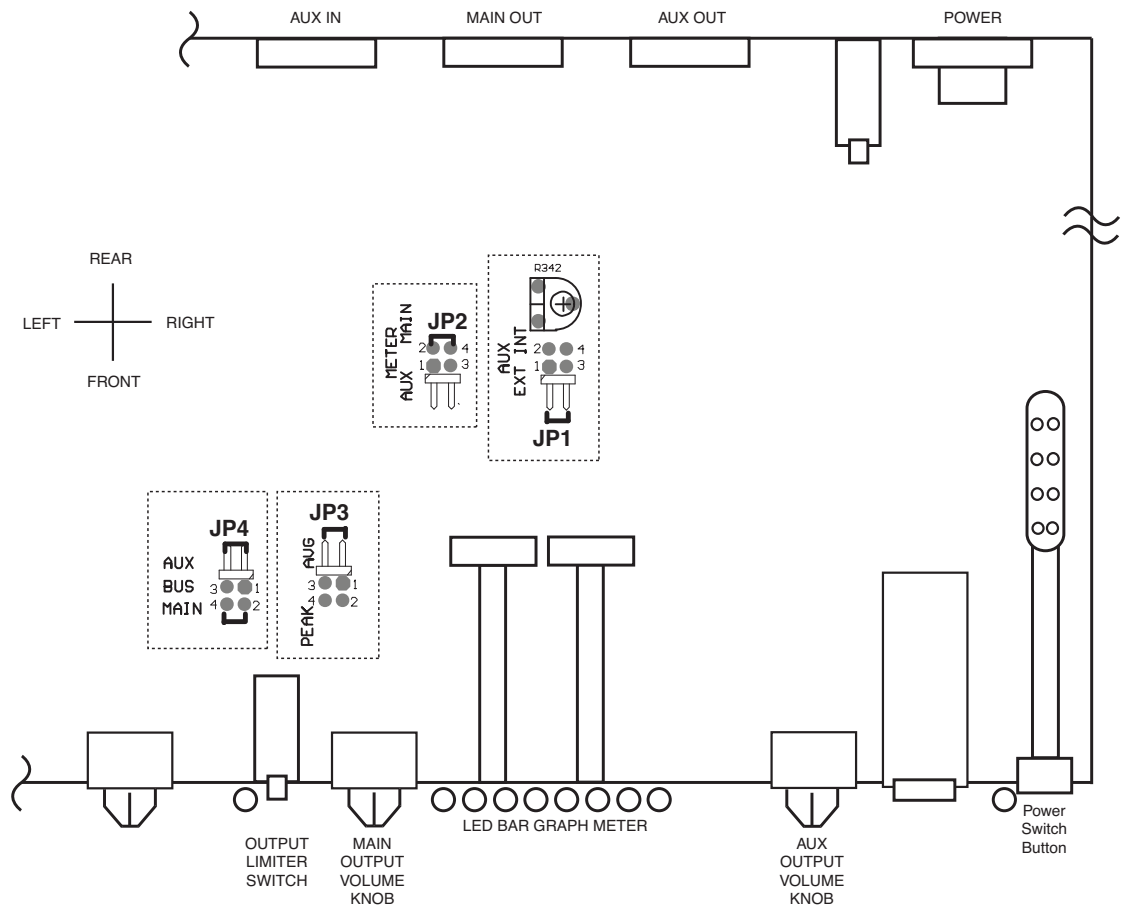 AUX IN
MAIN OUT
AUX OUT
POWER
REAR
LEFT
RIGHT
FRONT
METER
AUX MAIN
JP2
2 4
1 3
R342
AUX
EXT INT
2 4
1 3
JP1
JP4
AUX
BUS
MAIN
3 1
4 2
JP3
AVG
PEAK
3 1
4 2
LED BAR GRAPH METER
OUTPUT
LIMITER
SWITCH
MAIN
OUTPUT
VOLUME
KNOB
AUX
OUTPUT
VOLUME
KNOB
Power
Switch
Button